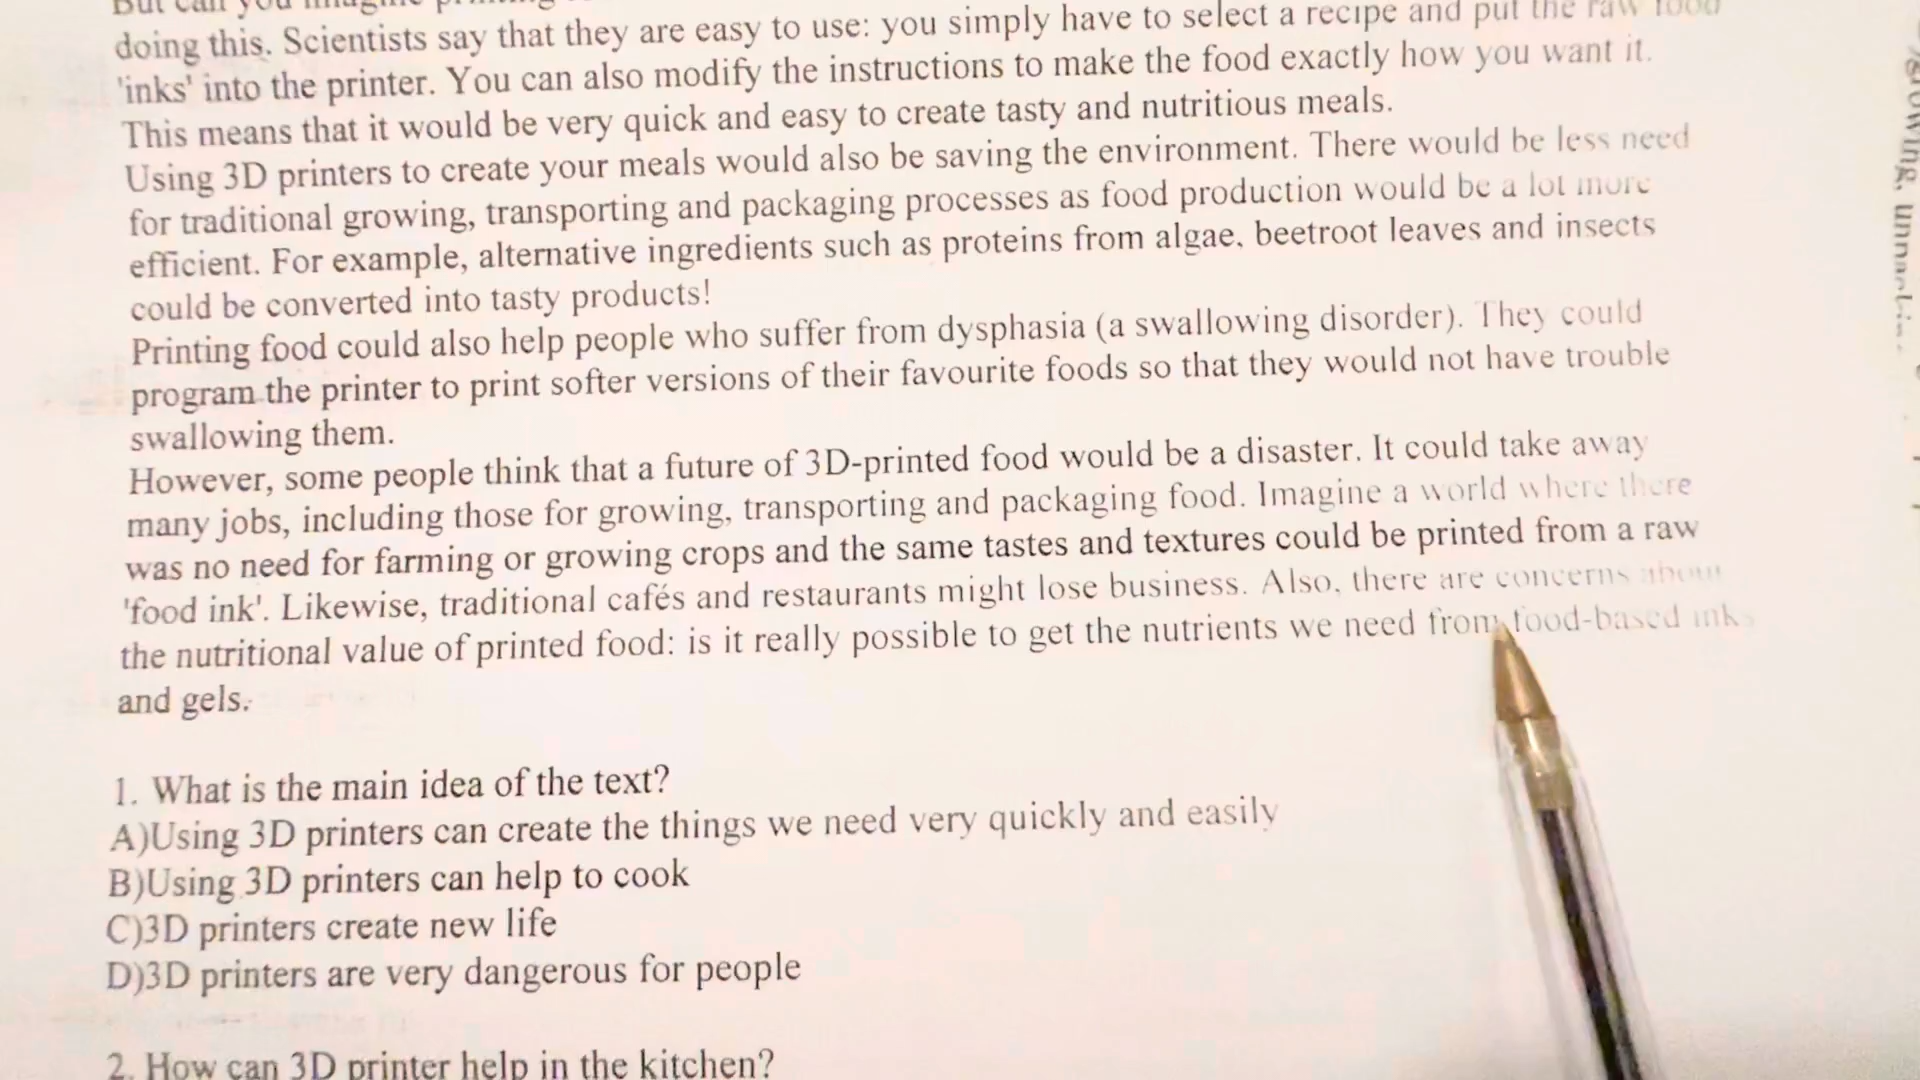 But can you
doing this. Scientists say that they are easy to use: you simply have to select a recipe and put the raw food
'inks' into the printer. You can also modify the instructions to make the food exactly how you want it.
This means that it would be very quick and easy to create tasty and nutritious meals.
Using 3D printers to create your meals would also be saving the environment. There would be less need
for traditional growing, transporting and packaging processes as food production would be a lot more
efficient. For example, alternative ingredients such as proteins from algae, beetroot leaves and insects
could be converted into tasty products!
Printing food could also help people who suffer from dysphasia (a swallowing disorder). They could
program the printer to print softer versions of their favourite foods so that they would not have trouble
swallowing them.
However, some people think that a future of 3D-printed food would be a disaster. It could take away
many jobs, including those for growing, transporting and packaging food. Imagine a world where there
was no need for farming or growing crops and the same tastes and textures could be printed from a raw
'food ink'. Likewise, traditional cafés and restaurants might lose business. Also, there are concerns about
the nutritional value of printed food: is it really possible to get the nutrients we need from food-based inks
and gels.
1. What is the main idea of the text?
A)Using 3D printers can create the things we need very quickly and easily
B)Using 3D printers can help to cook
C)3D printers create new life
D)3D printers are very dangerous for people
2. How can 3D printer help in the kitchen?